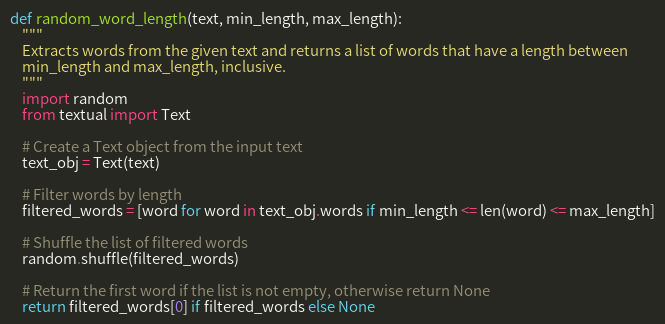 def random_word_length(text, min_length, max_length):
    """
    Extracts words from the given text and returns a list of words that have a length between
    min_length and max_length, inclusive.
    """
    import random
    from textual import Text

    # Create a Text object from the input text
    text_obj = Text(text)

    # Filter words by length
    filtered_words = [word for word in text_obj.words if min_length <= len(word) <= max_length]

    # Shuffle the list of filtered words
    random.shuffle(filtered_words)

    # Return the first word if the list is not empty, otherwise return None
    return filtered_words[0] if filtered_words else None